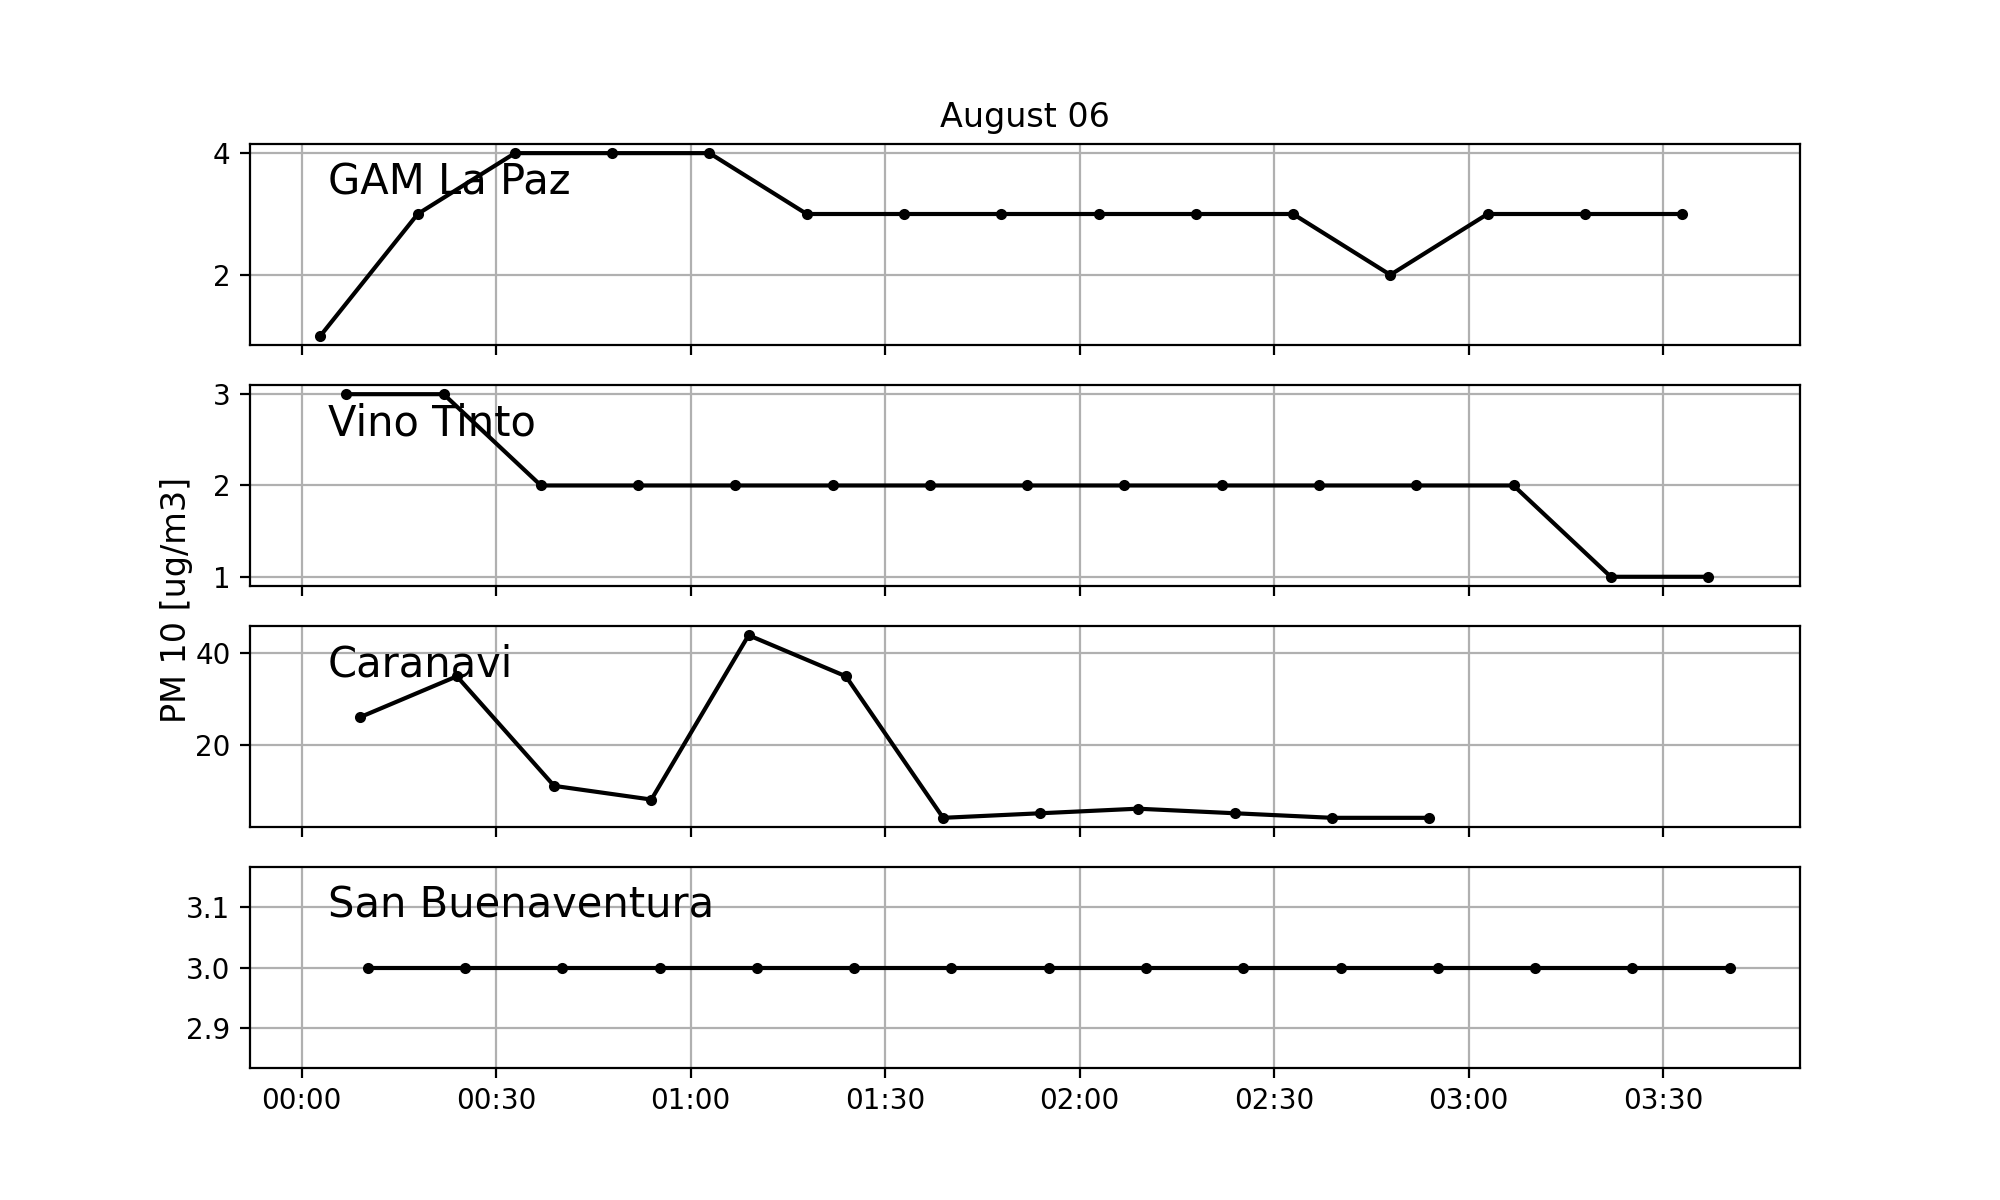 August 06
4
GAM La Paz
2
3
Vino Tinto
2
1
PM 10 [ug/m3]
40
Caranavi
20
San Buenaventura
3.1
3.0
2.9
00:00 00:30 01:00 01:30 02:00 02:30 03:00 03:30